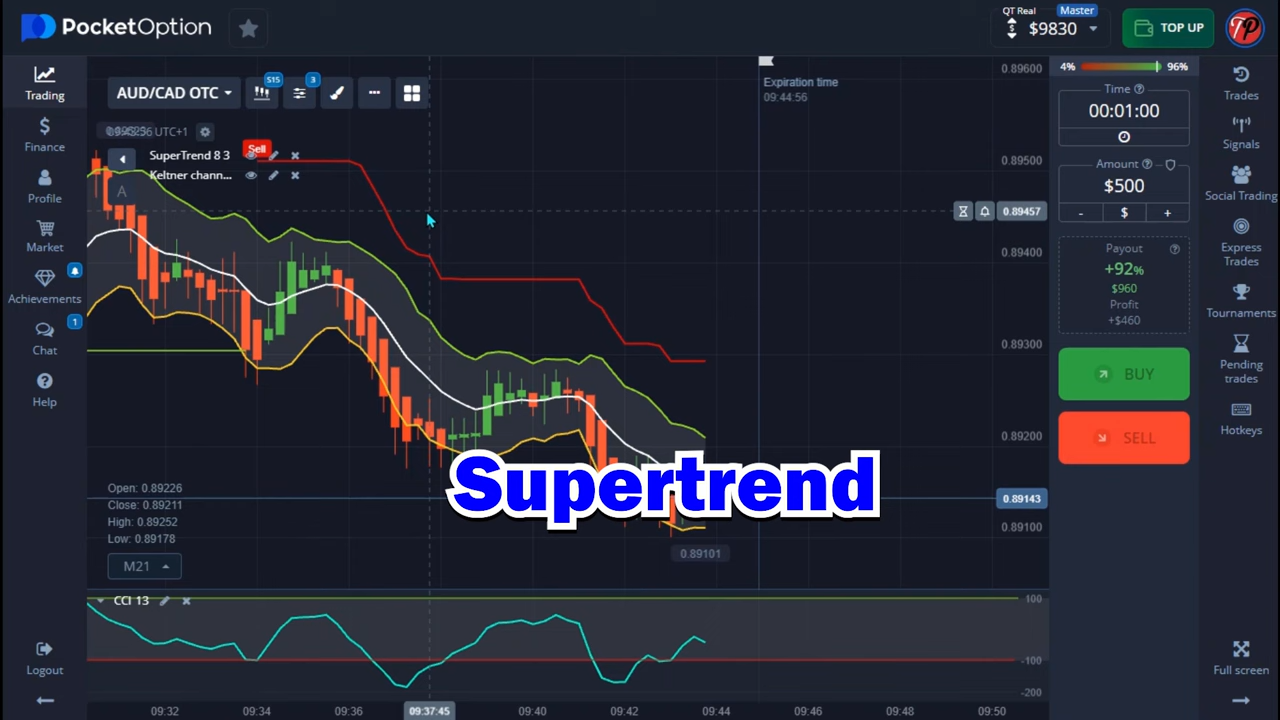 PocketOption
QT Real
Master
$9830
TOP UP
Trading
Finance
Profile
Market
Achievements
Chat
1
Help
Logout
AUD/CAD OTC
S15
3
UTC+1
SuperTrend 8 3
Sell
Keltner chann...
A
Expiration time
09:44:56
0.89600
0.89500
0.89457
0.89400
0.89300
0.89200
0.89143
0.89100
0.89101
Supertrend
Open: 0.89226
Close: 0.89211
High: 0.89252
Low: 0.89178
M21
CCI 13
100
-100
-200
09:32
09:34
09:36
09:37:45
09:40
09:42
09:44
09:46
09:48
09:50
4%
96%
Time
00:01:00
Amount
$500
-
$
+
Payout
+92%
$960
Profit
+$460
BUY
SELL
Trades
Signals
Social Trading
Express
Trades
Tournaments
Pending
trades
Hotkeys
Full screen